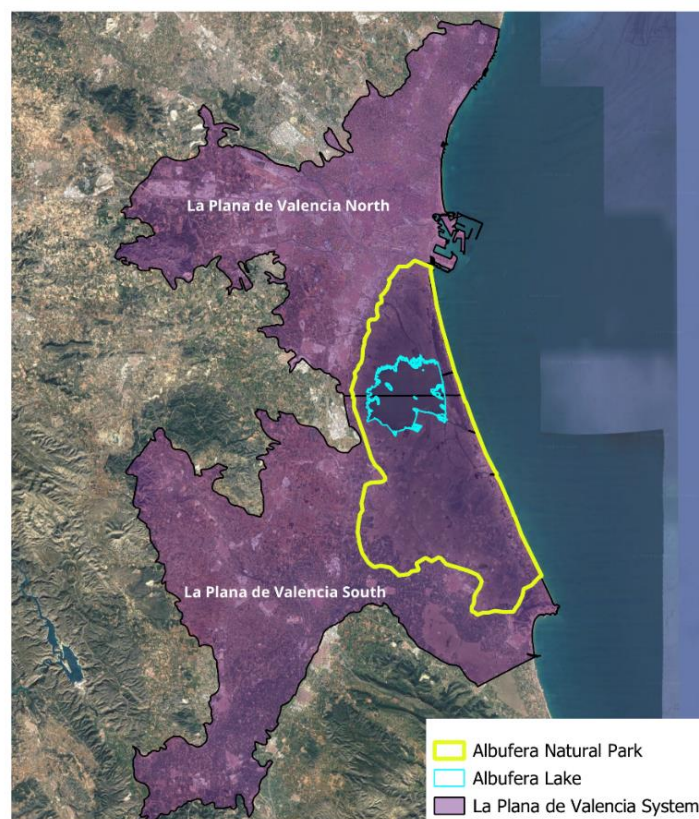 La Plana de Valencia North
La Plana de Valencia South
Albufera Natural Park
Albufera Lake
La Plana de Valencia System